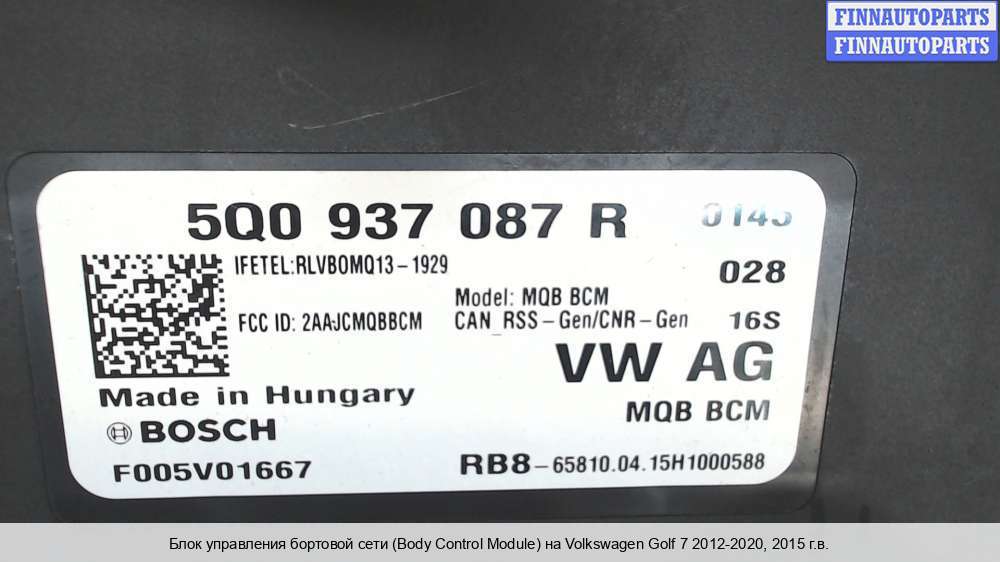 FINNAUTOPARTS
FINNAUTOPARTS
5Q0 937 087 R 0145
IFETEL:RLVBOMQ13-1929
028
Model: MQB BCM
FCC ID: 2AAJCMQBBCM
CAN_RSS-Gen/CNR-Gen 16S
VW AG
Made in Hungary
MQB BCM
BOSCH
F005V01667
RB8-65810.04.15H1000588
Блок управления бортовой сети (Body Control Module) на Volkswagen Golf 7 2012-2020, 2015 г.в.